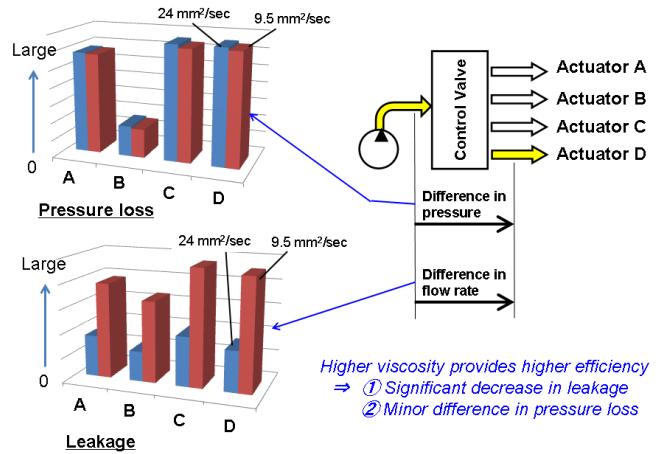 24 mm²/sec
9.5 mm²/sec
Large
0
A
B
C
D
Pressure loss
Control Valve
Actuator A
Actuator B
Actuator C
Actuator D
Difference in
pressure
Difference in
flow rate
24 mm²/sec
9.5 mm²/sec
Large
0
A
B
C
D
Leakage
Higher viscosity provides higher efficiency
⇒ ① Significant decrease in leakage
② Minor difference in pressure loss